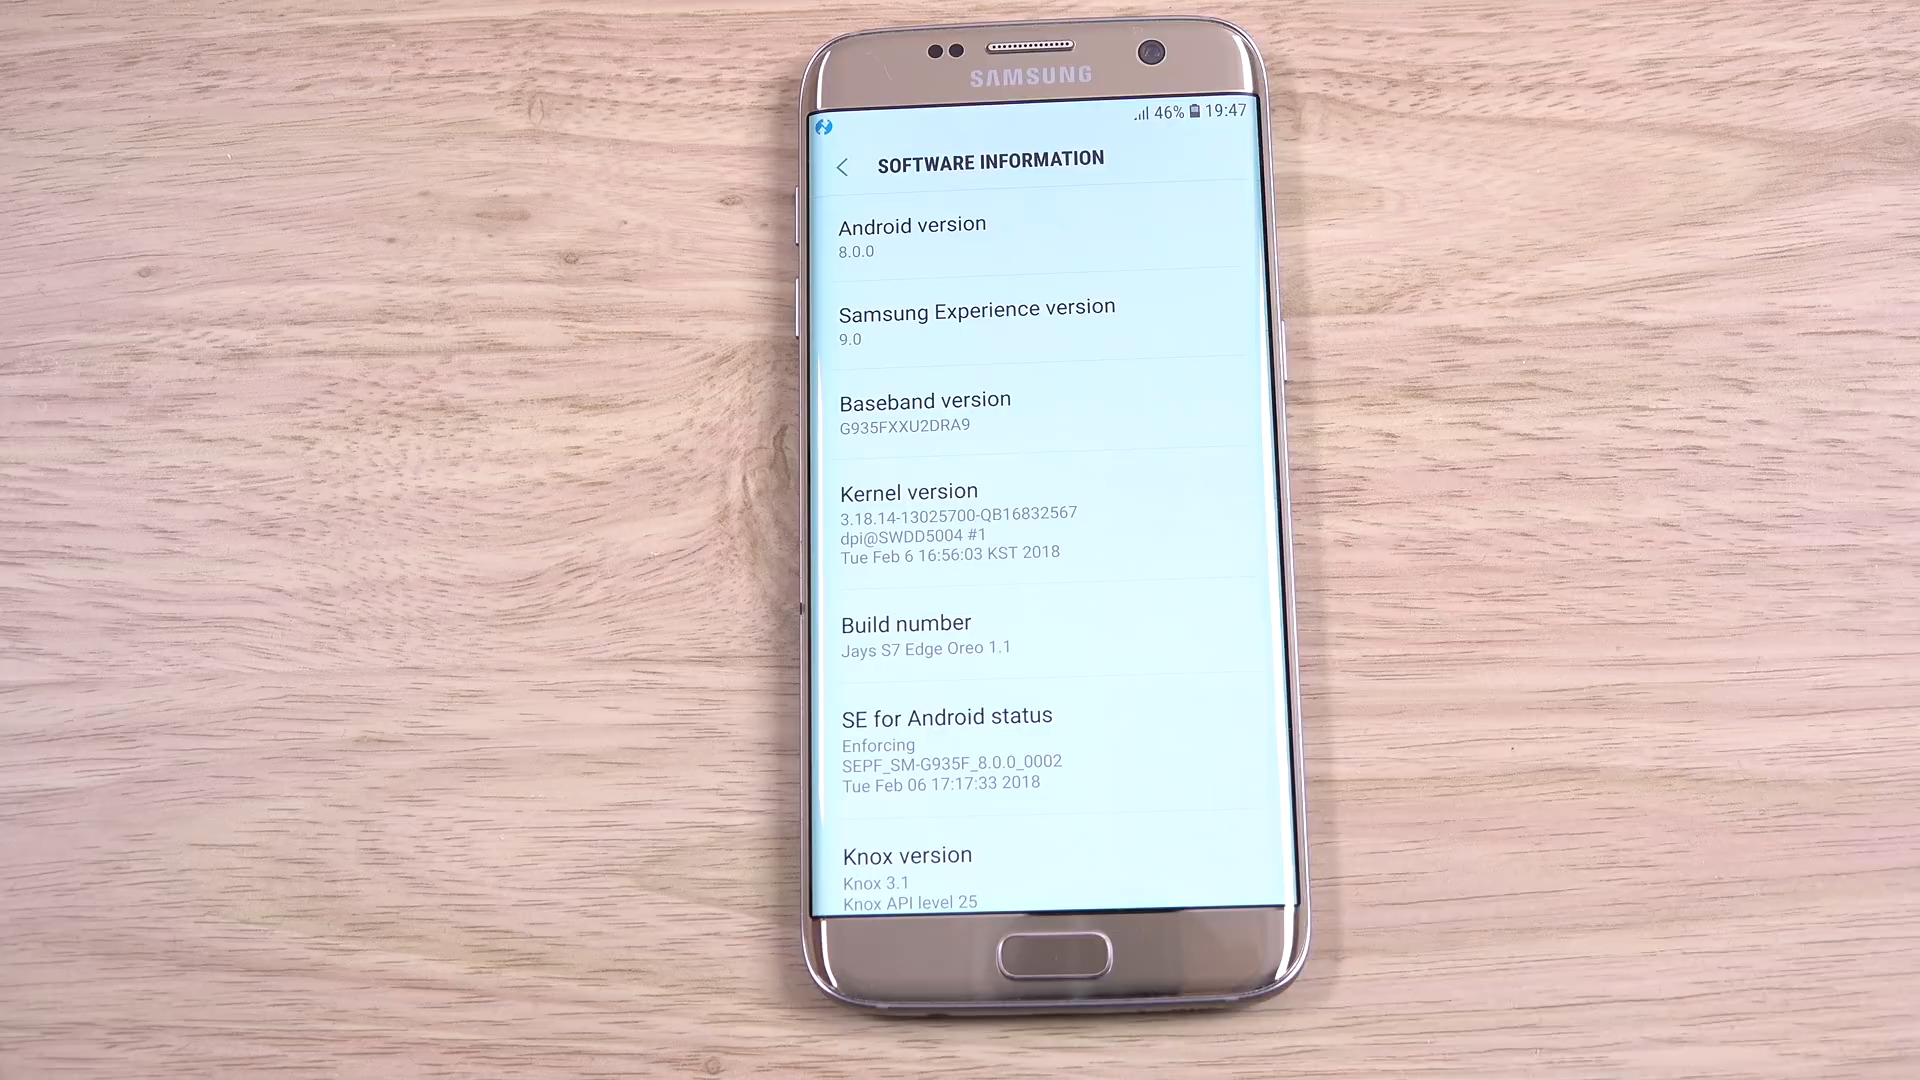 SAMSUNG
46% 19:47
SOFTWARE INFORMATION
Android version
8.0.0
Samsung Experience version
9.0
Baseband version
G935FXXU2DRA9
Kernel version
3.18.14-13025700-QB16832567
dpi@SWDD5004 #1
Tue Feb 6 16:56:03 KST 2018
Build number
Jays S7 Edge Oreo 1.1
SE for Android status
Enforcing
SEPF_SM-G935F_8.0.0_0002
Tue Feb 06 17:17:33 2018
Knox version
Knox 3.1
Knox API level 25